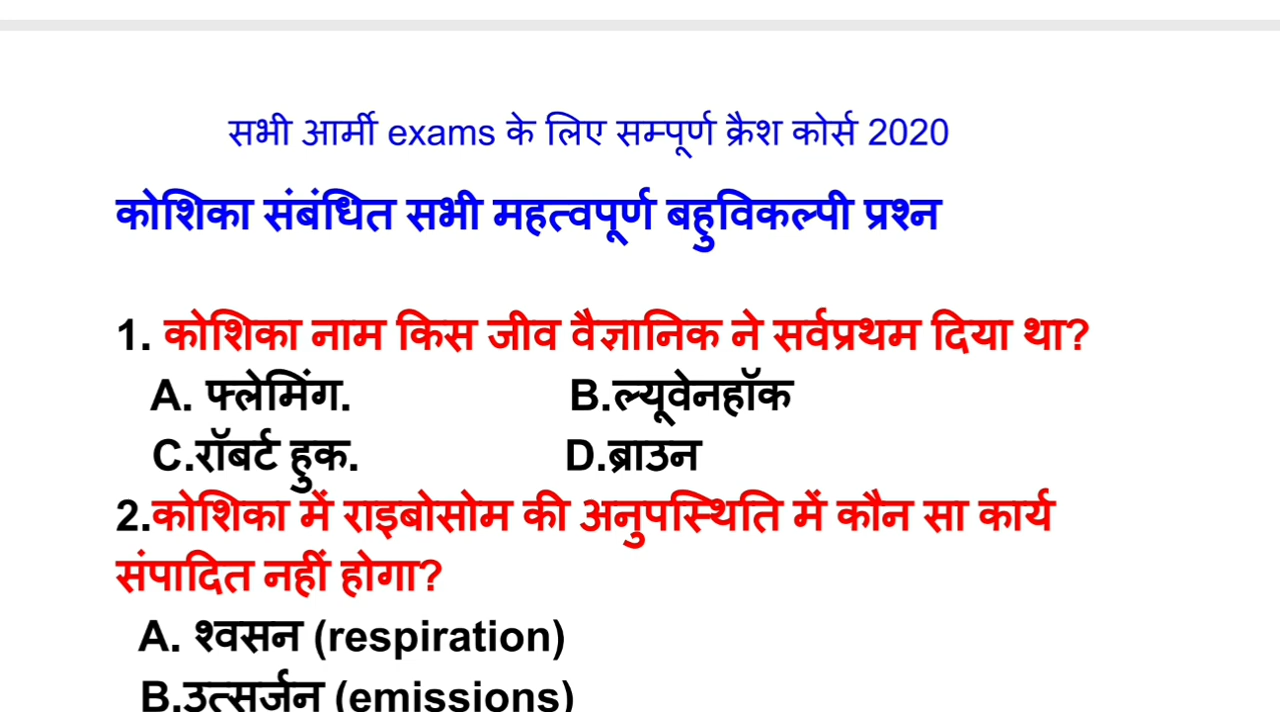 सभी आर्मी exams के लिए सम्पूर्ण क्रैश कोर्स 2020
कोशिका संबंधित सभी महत्वपूर्ण बहुविकल्पी प्रश्न
1. कोशिका नाम किस जीव वैज्ञानिक ने सर्वप्रथम दिया था?
A. फ्लेमिंग. B.ल्यूवेनहॉक
C.रॉबर्ट हुक. D.ब्राउन
2.कोशिका में राइबोसोम की अनुपस्थिति में कौन सा कार्य
संपादित नहीं होगा?
A. श्वसन (respiration)
B.उत्सर्जन (emissions)